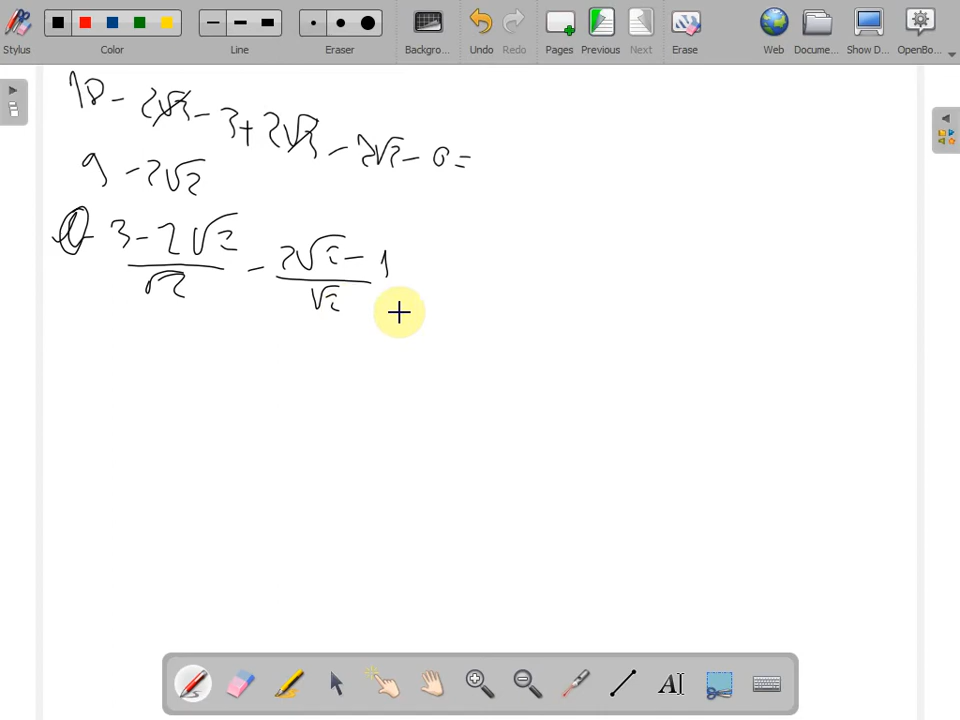 Stylus Color Line Eraser Backgro... Undo Redo Pages Previous Next Erase Web Docume... Show D... OpenBo...
18 - 2√3 - 3 + 2√3 - 2√2 - 6 =
9 - 2√2
3 - 2√2 / √2 - 2√2 - 1 / √2